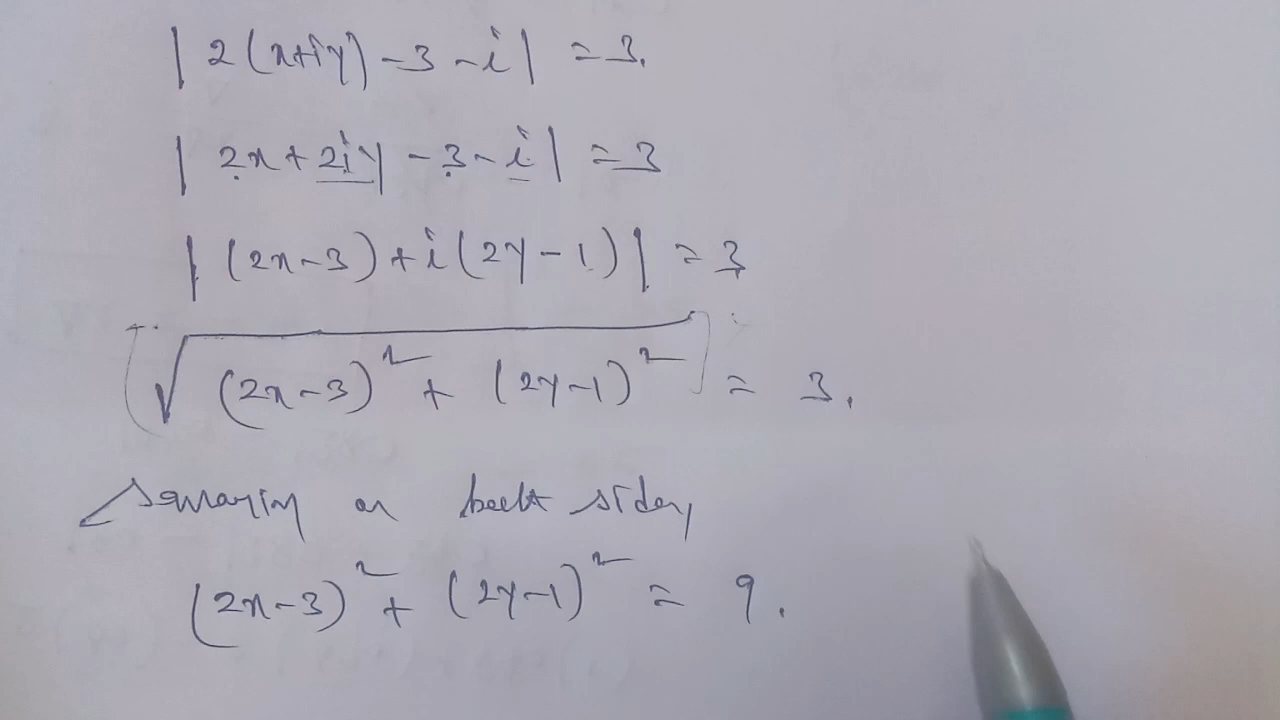 |2(x+iy)-3-i| = 3.
|2x+2iy-3-i| = 3
|(2x-3)+i(2y-1)| = 3
[√(2x-3)² + (2y-1)²] = 3.
Squaring on both sides,
(2x-3)² + (2y-1)² = 9.